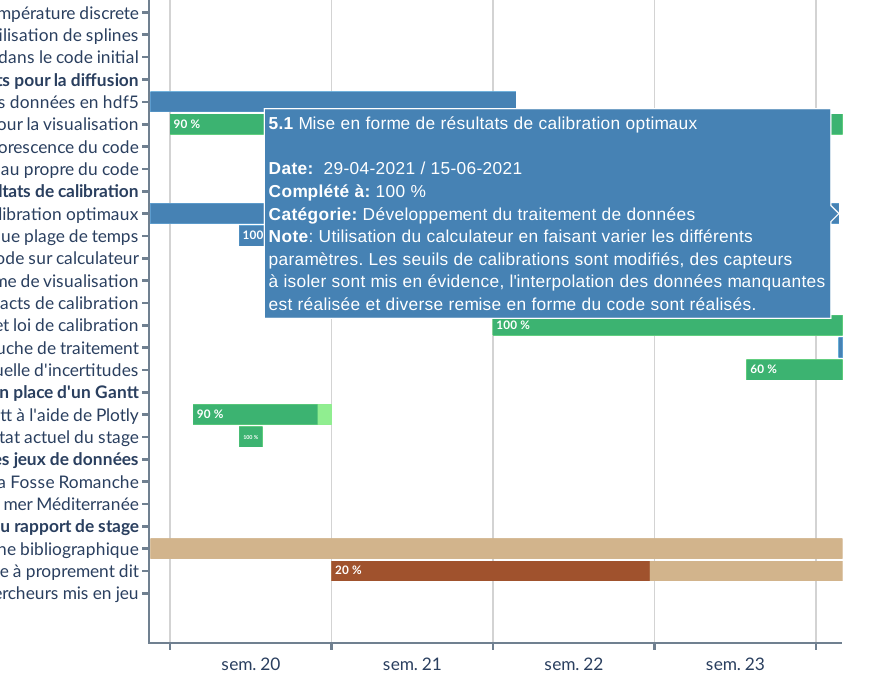 mpérature discrete
ilisation de splines
dans le code initial
ts pour la diffusion
s données en hdf5
our la visualisation
90 %
orescence du code
au propre du code
ltats de calibration
libration optimaux
ue plage de temps
100
ode sur calculateur
me de visualisation
acts de calibration
et loi de calibration
100 %
uche de traitement
uelle d'incertitudes
60 %
n place d'un Gantt
tt à l'aide de Plotly
90 %
tat actuel du stage
100 %
es jeux de données
a Fosse Romanche
mer Méditerranée
u rapport de stage
ne bibliographique
e à proprement dit
20 %
ercheurs mis en jeu
5.1 Mise en forme de résultats de calibration optimaux
Date: 29-04-2021 / 15-06-2021
Complété à: 100 %
Catégorie: Développement du traitement de données
Note: Utilisation du calculateur en faisant varier les différents
paramètres. Les seuils de calibrations sont modifiés, des capteurs
à isoler sont mis en évidence, l'interpolation des données manquantes
est réalisée et diverse remise en forme du code sont réalisés.
sem. 20
sem. 21
sem. 22
sem. 23